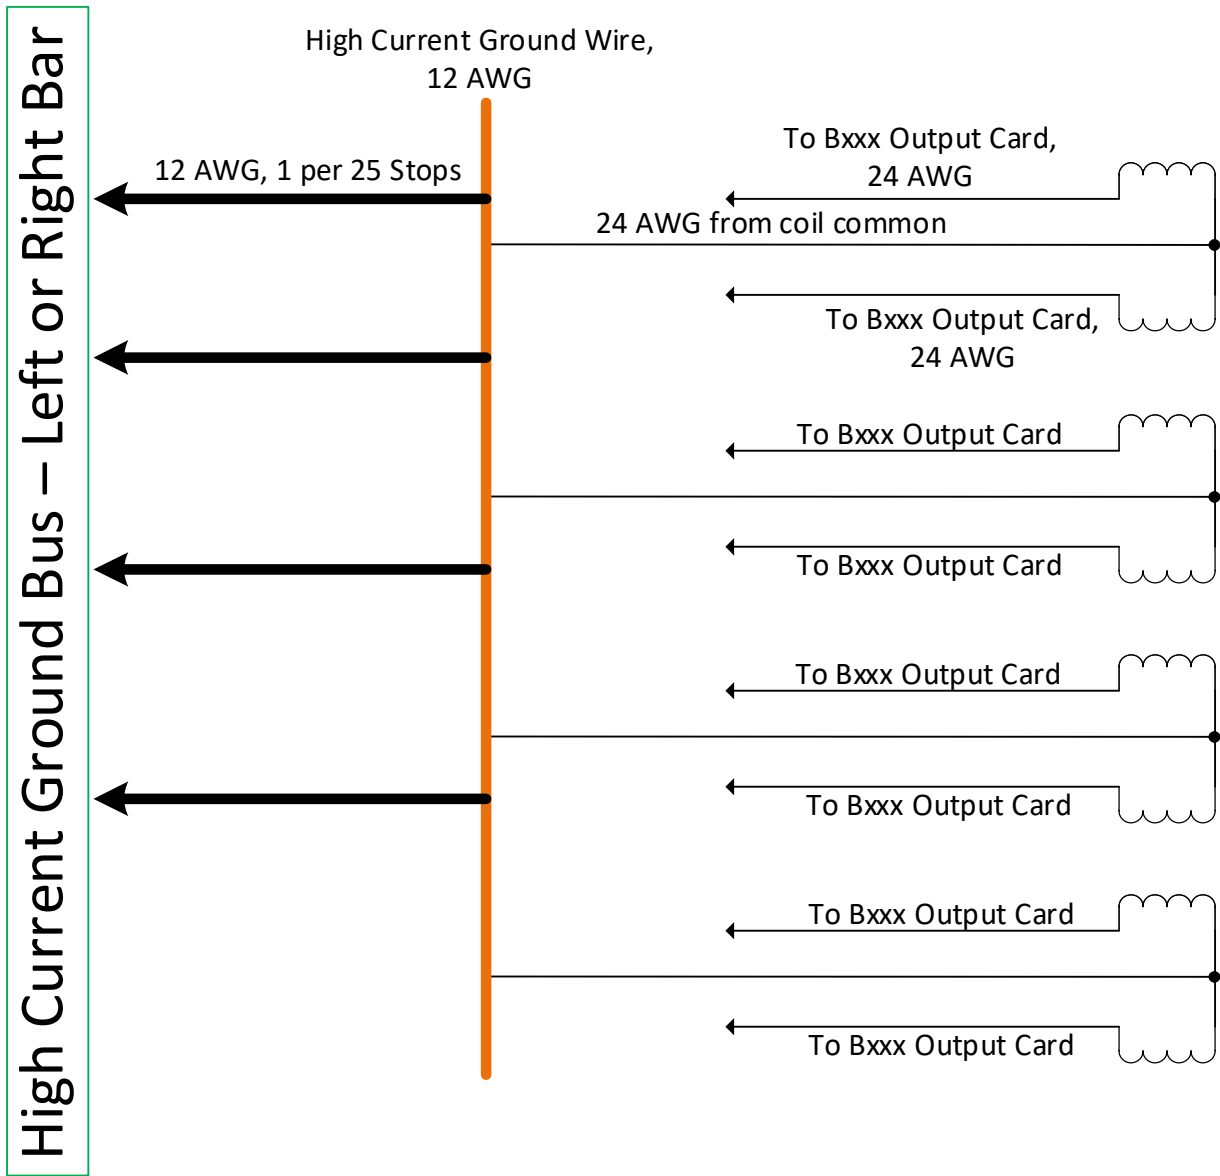 High Current Ground Bus – Left or Right Bar
High Current Ground Wire,
12 AWG
12 AWG, 1 per 25 Stops
To Bxxx Output Card,
24 AWG
24 AWG from coil common
To Bxxx Output Card,
24 AWG
To Bxxx Output Card
To Bxxx Output Card
To Bxxx Output Card
To Bxxx Output Card
To Bxxx Output Card
To Bxxx Output Card